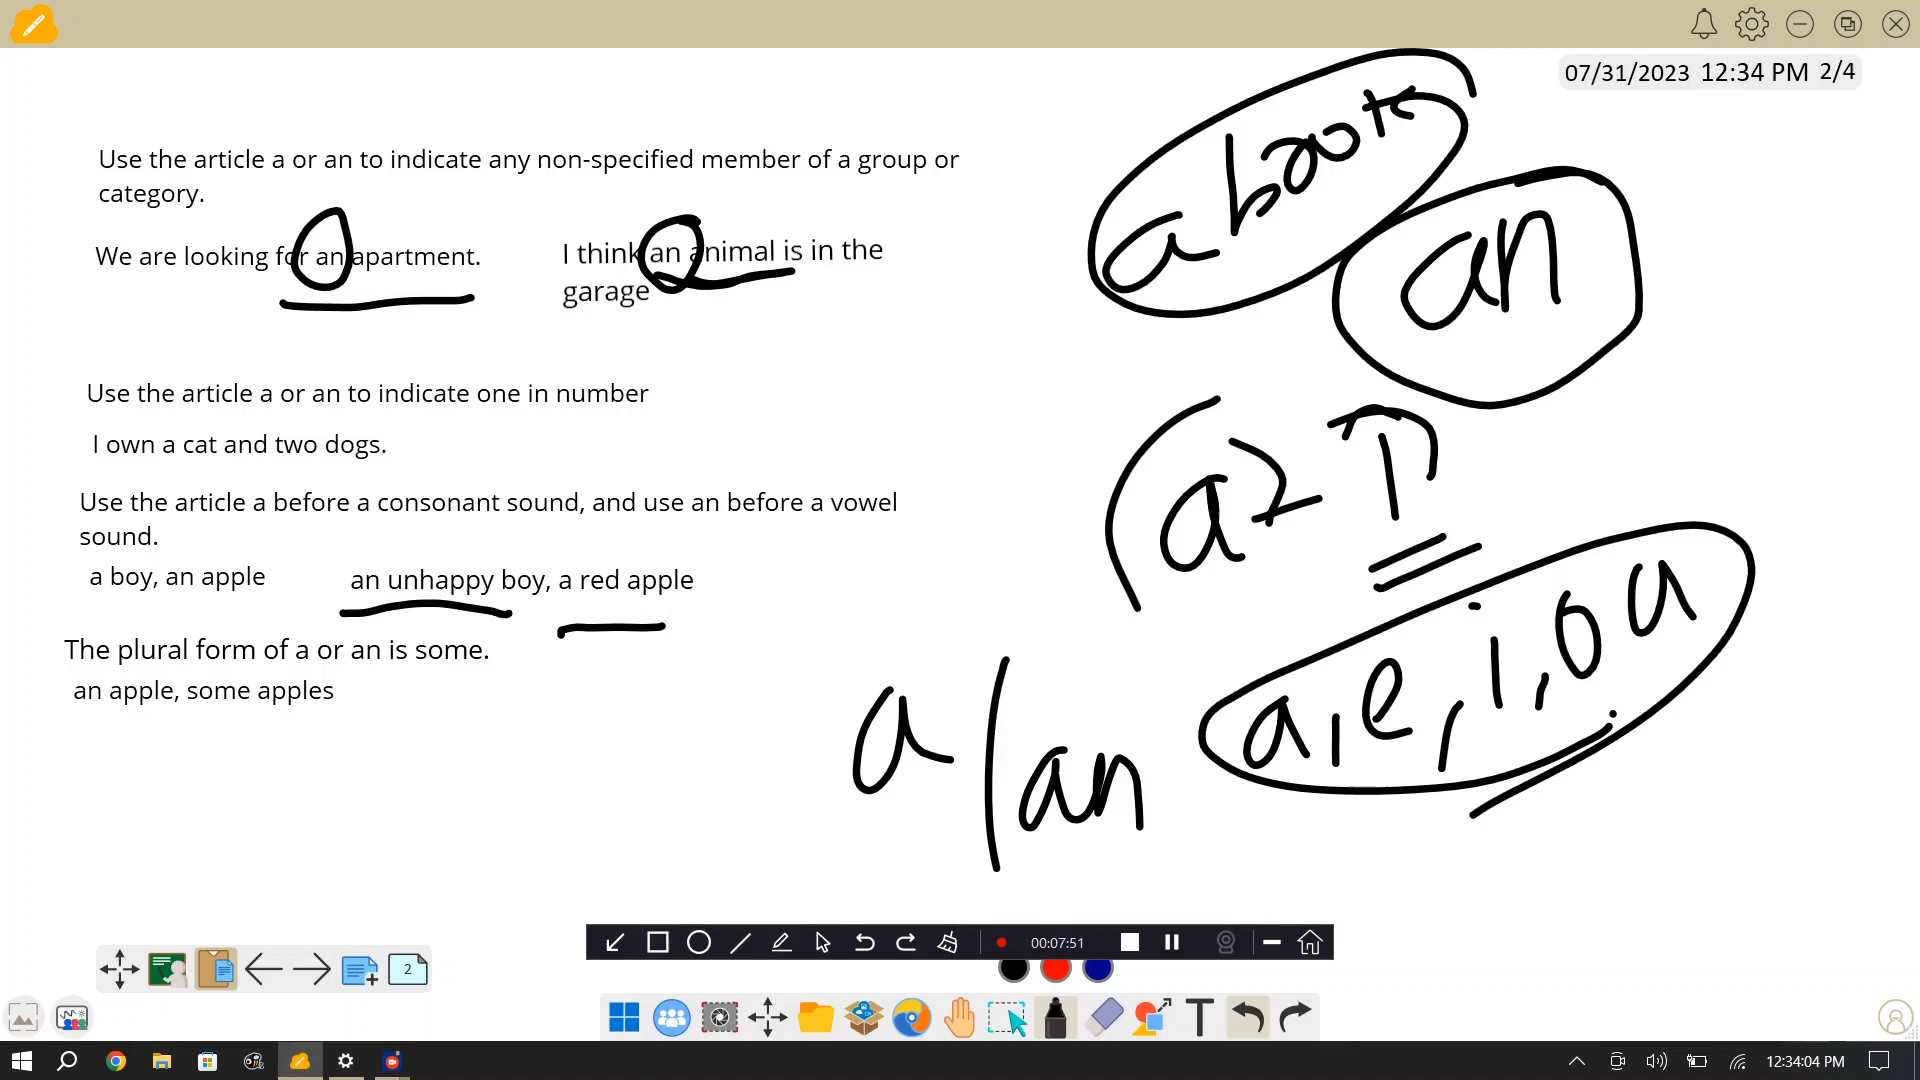 07/31/2023 12:34 PM 2/4
Use the article a or an to indicate any non-specified member of a group or
category.
We are looking for an apartment.
I think an animal is in the
garage
a book
an
Use the article a or an to indicate one in number
I own a cat and two dogs.
Use the article a before a consonant sound, and use an before a vowel
sound.
a boy, an apple
an unhappy boy, a red apple
The plural form of a or an is some.
an apple, some apples
a/an
a, e, i, o u
00:07:51
2
12:34:04 PM